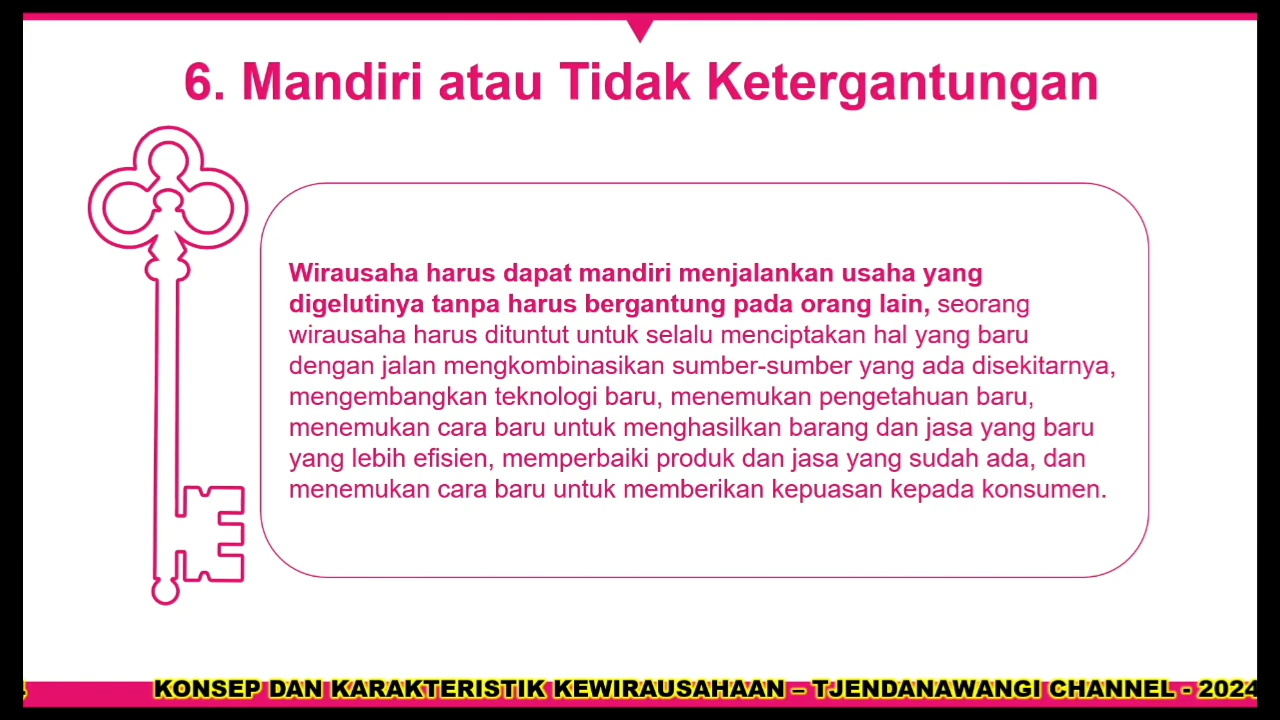 6. Mandiri atau Tidak Ketergantungan
Wirausaha harus dapat mandiri menjalankan usaha yang
digelutinya tanpa harus bergantung pada orang lain, seorang
wirausaha harus dituntut untuk selalu menciptakan hal yang baru
dengan jalan mengkombinasikan sumber-sumber yang ada disekitarnya,
mengembangkan teknologi baru, menemukan pengetahuan baru,
menemukan cara baru untuk menghasilkan barang dan jasa yang baru
yang lebih efisien, memperbaiki produk dan jasa yang sudah ada, dan
menemukan cara baru untuk memberikan kepuasan kepada konsumen.
KONSEP DAN KARAKTERISTIK KEWIRAUSAHAAN – TJENDANAWANGI CHANNEL - 2024